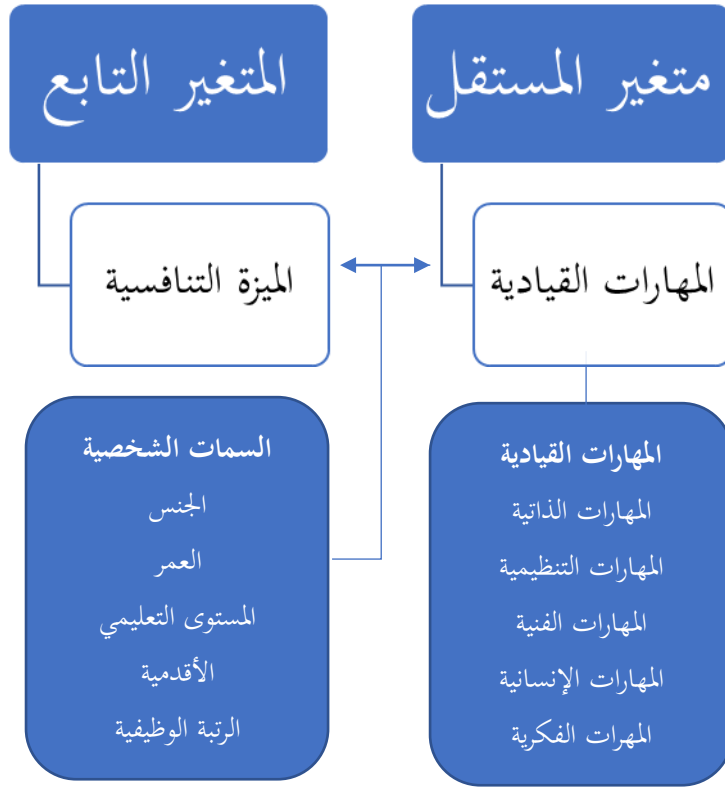 متغير المستقل
المتغير التابع
المهارات القيادية
الميزة التنافسية
المهارات القيادية
المهارات الذاتية
المهارات التنظيمية
المهارات الفنية
المهارات الإنسانية
المهرات الفكرية
السمات الشخصية
الجنس
العمر
المستوى التعليمي
الأقدمية
الرتبة الوظيفية